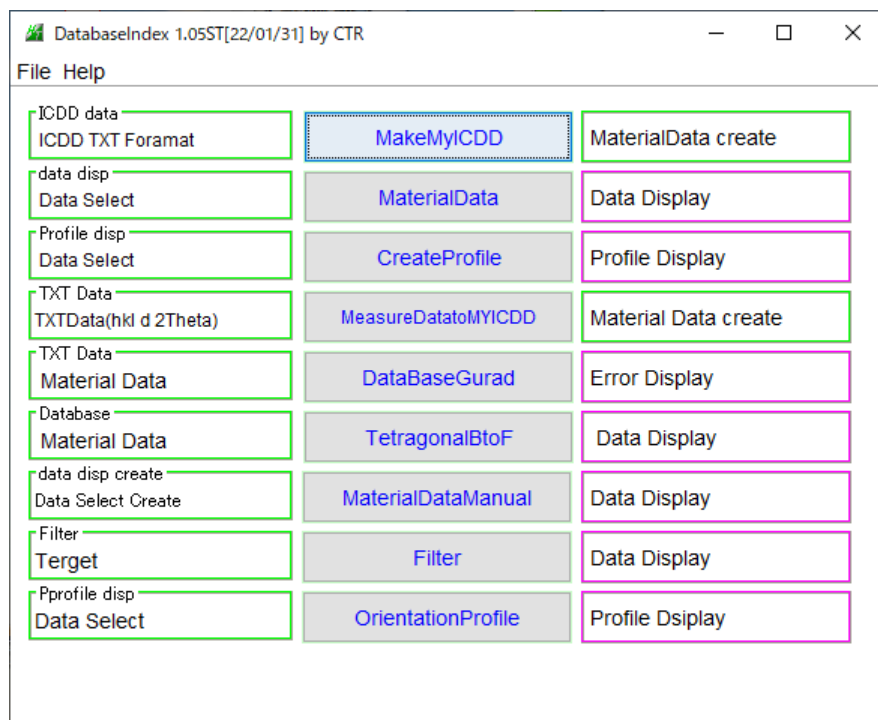 DatabaseIndex 1.05ST[22/01/31] by CTR
File Help
ICDD data
ICDD TXT Foramat
MakeMyICDD
MaterialData create
data disp
Data Select
MaterialData
Data Display
Profile disp
Data Select
CreateProfile
Profile Display
TXT Data
TXTData(hkl d 2Theta)
MeasureDatatoMYICDD
Material Data create
TXT Data
Material Data
DataBaseGurad
Error Display
Database
Material Data
TetragonalBtoF
Data Display
data disp create
Data Select Create
MaterialDataManual
Data Display
Filter
Terget
Filter
Data Display
Pprofile disp
Data Select
OrientationProfile
Profile Dsiplay